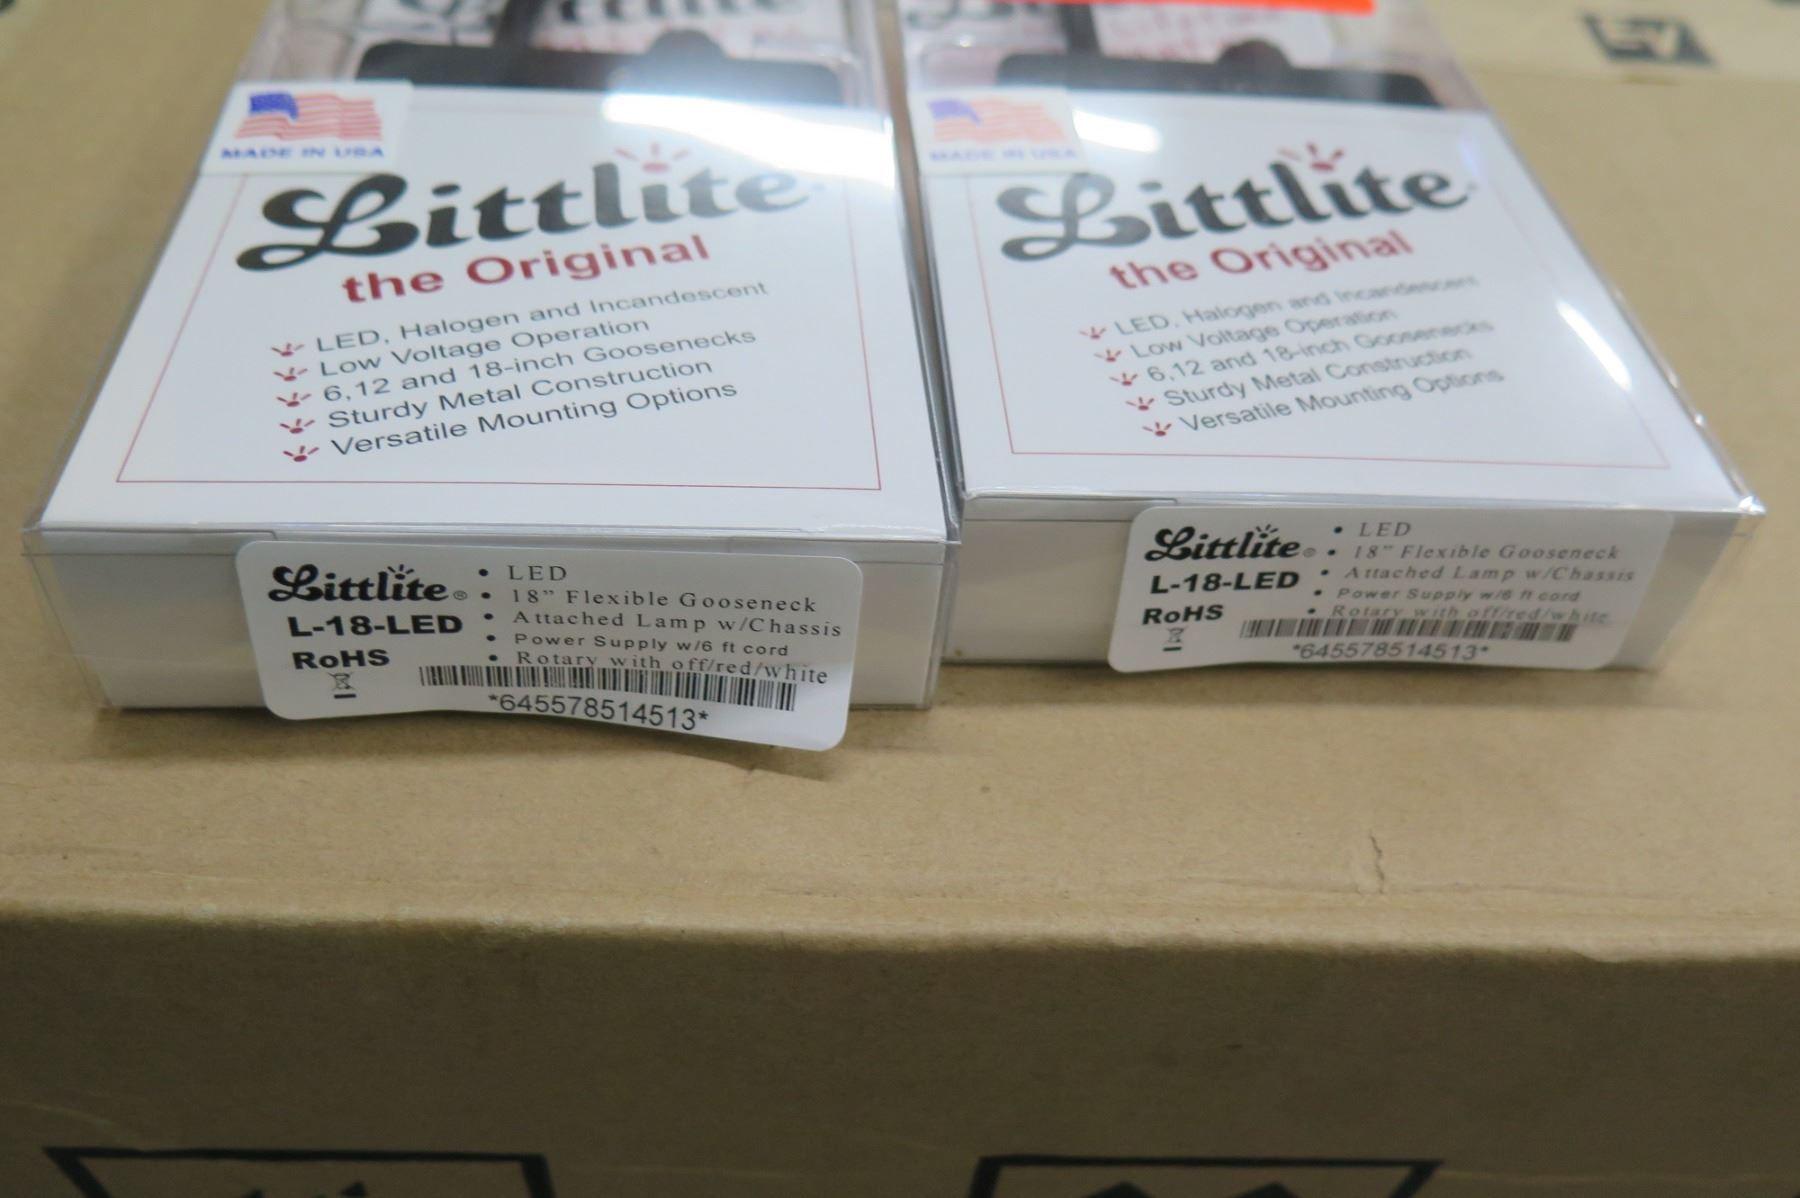 Littlite
MADE IN USA
Littlite
the Original
LED, Halogen and Incandescent
Low Voltage Operation
6,12 and 18-inch Goosenecks
Sturdy Metal Construction
Versatile Mounting Options
Littlite®
L-18-LED
RoHS
• LED
• 18" Flexible Gooseneck
• Attached Lamp w/Chassis
• Power Supply w/6 ft cord
• Rotary with off/red/white
*645578514513*
MADE IN USA
Littlite
the Original
LED, Halogen and Incandescent
Low Voltage Operation
6,12 and 18-inch Goosenecks
Sturdy Metal Construction
Versatile Mounting Options
Littlite®
L-18-LED
RoHS
• LED
• 18" Flexible Gooseneck
• Attached Lamp w/Chassis
• Power Supply w/6 ft cord
• Rotary with off/red/white
*645578514513*